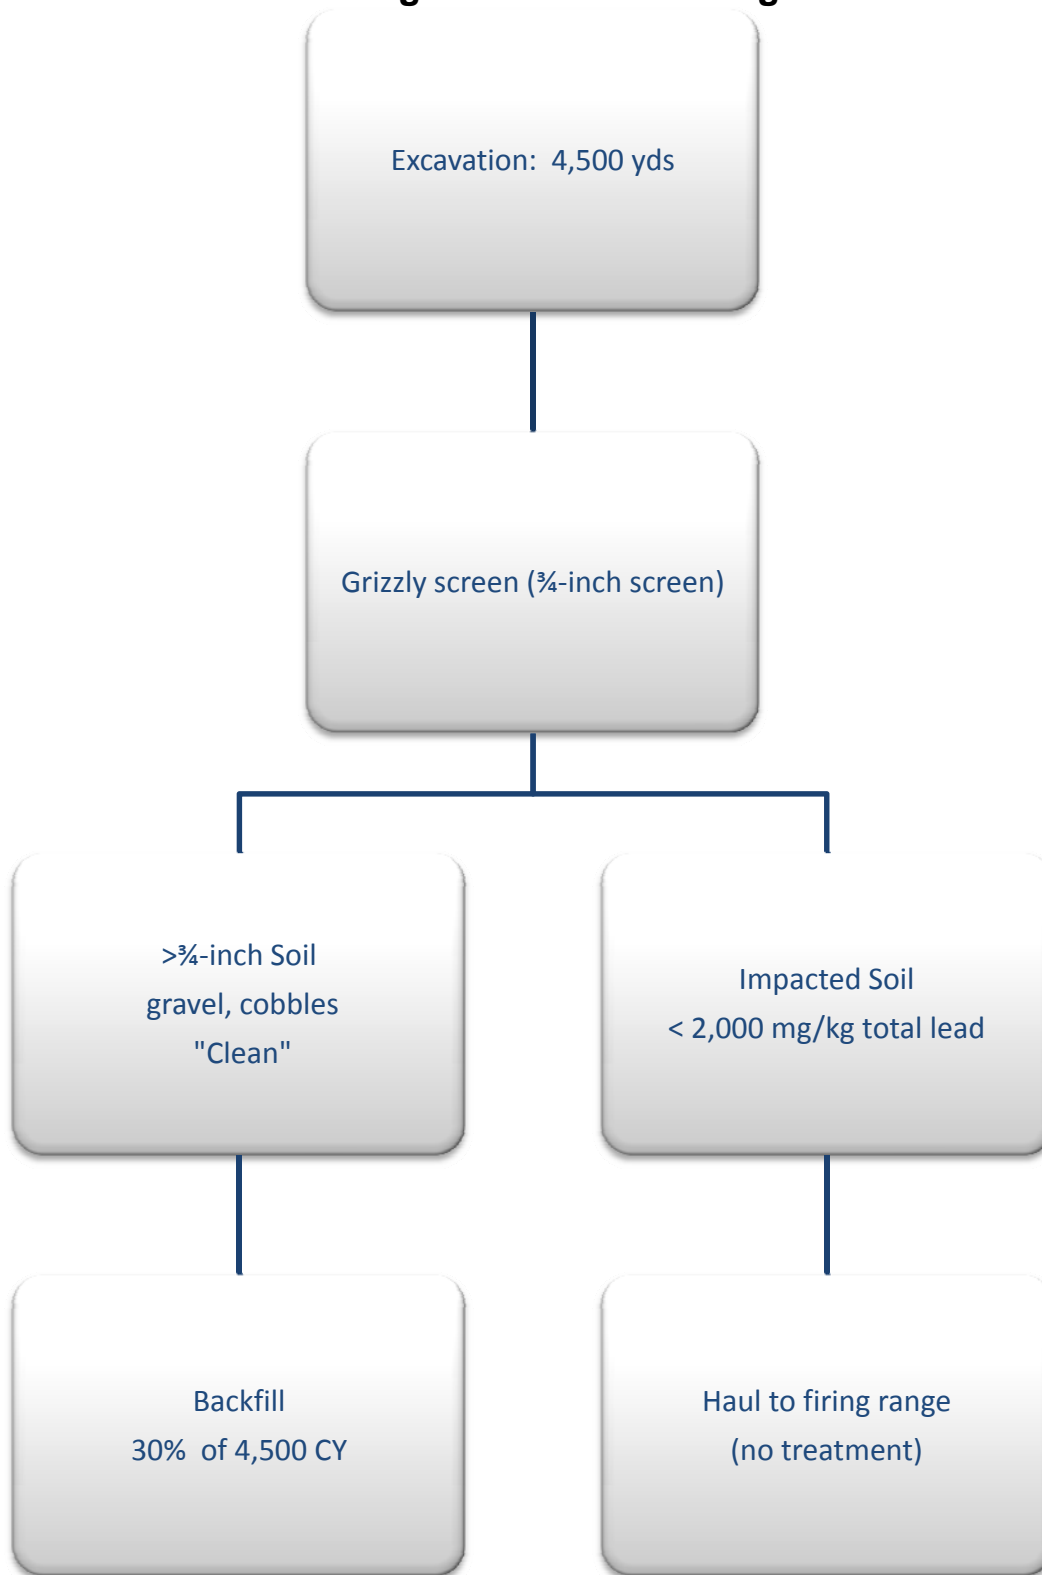 Excavation: 4,500 yds
Grizzly screen (¾-inch screen)
>¾-inch Soil
gravel, cobbles
"Clean"
Impacted Soil
< 2,000 mg/kg total lead
Backfill
30% of 4,500 CY
Haul to firing range
(no treatment)